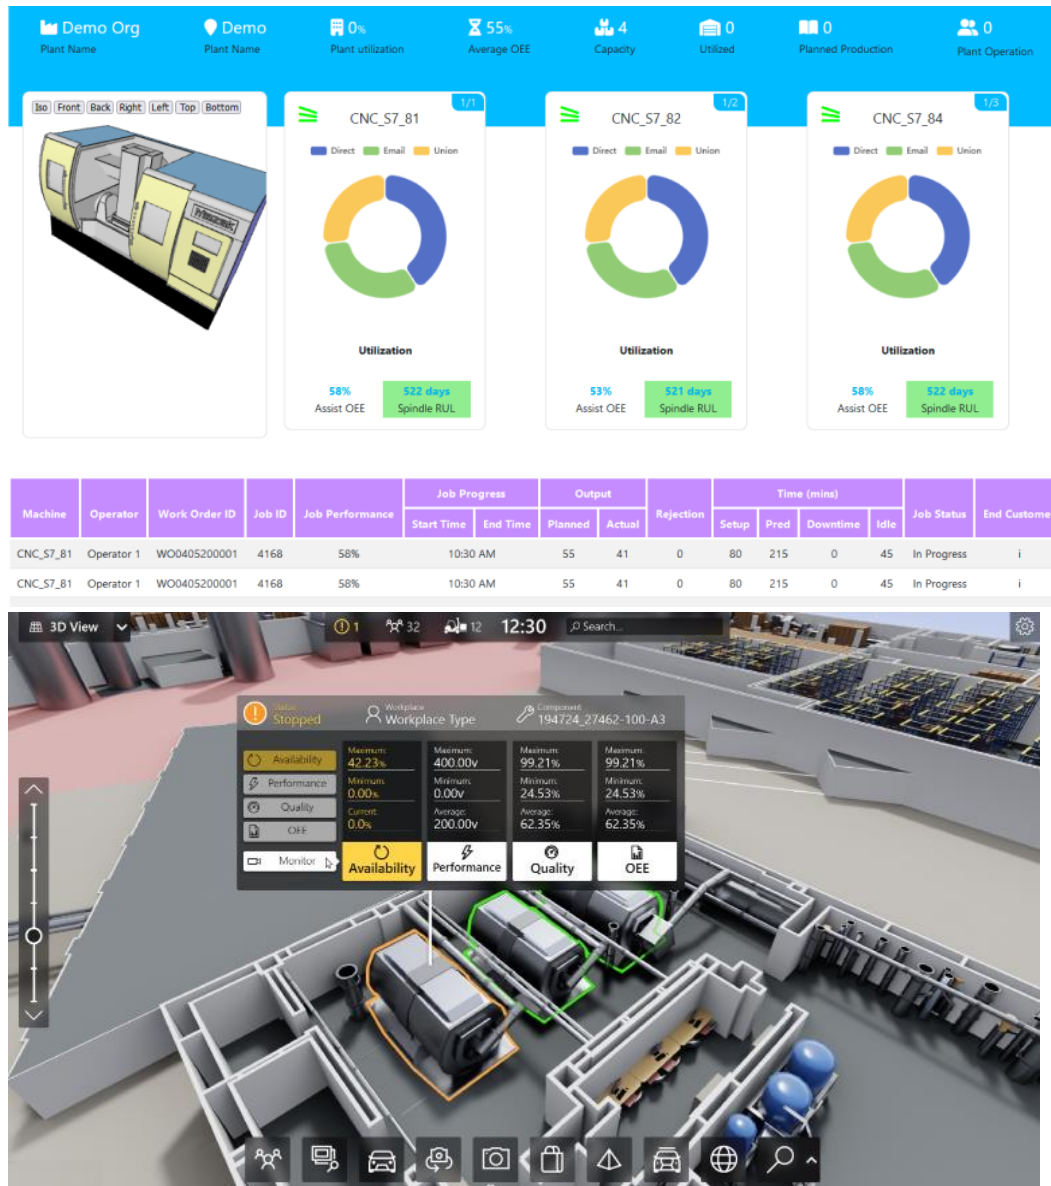 Demo Org
Plant Name
Demo
Plant Name
0%
Plant utilization
55%
Average OEE
4
Capacity
0
Utilized
0
Planned Production
0
Plant Operation
Iso Front Back Right Left Top Bottom
Mazak
1/1
CNC_S7_81
Direct Email Union
Utilization
58%
Assist OEE
522 days
Spindle RUL
1/2
CNC_S7_82
Direct Email Union
Utilization
53%
Assist OEE
521 days
Spindle RUL
1/3
CNC_S7_84
Direct Email Union
Utilization
58%
Assist OEE
522 days
Spindle RUL
Machine Operator Work Order ID Job ID Job Performance Job Progress Output Rejection Time (mins) Job Status End Custome
Start Time End Time Planned Actual Setup Pred Downtime Idle
CNC_S7_81 Operator 1 WO0405200001 4168 58% 10:30 AM 55 41 0 80 215 0 45 In Progress i
CNC_S7_81 Operator 1 WO0405200001 4168 58% 10:30 AM 55 41 0 80 215 0 45 In Progress i
3D View 1 32 12 12:30 Search...
Status
Stopped
Workplace
Workplace Type
Component
194724_27462-100-A3
Availability
Performance
Quality
OEE
Monitor
Maximum:
42.23%
Minimum:
0.00%
Current:
0.0%
Availability
Maximum:
400.00v
Minimum:
0.00v
Average:
200.00v
Performance
Maximum:
99.21%
Minimum:
24.53%
Average:
62.35%
Quality
Maximum:
99.21%
Minimum:
24.53%
Average:
62.35%
OEE